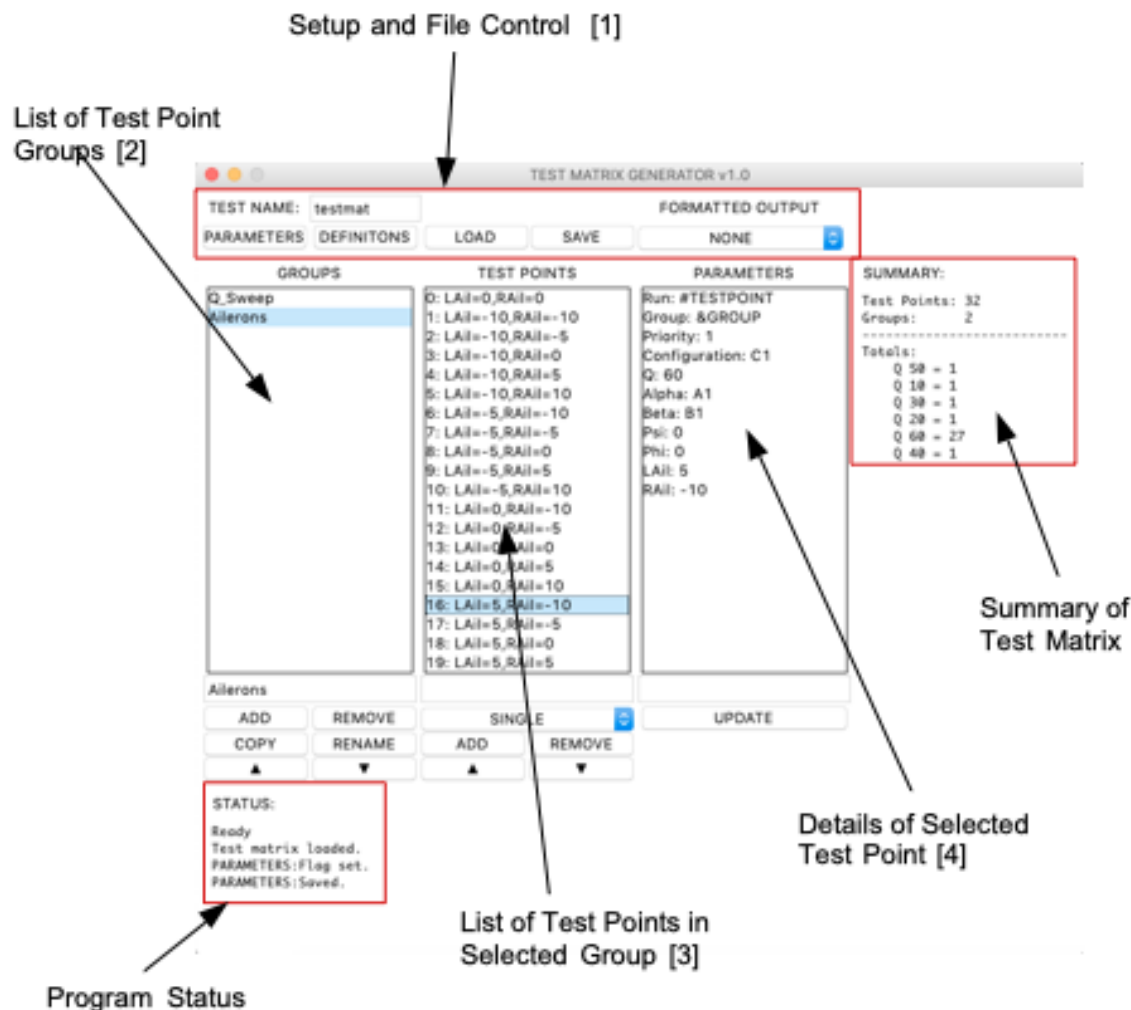 Setup and File Control [1]
List of Test Point
Groups [2]
TEST MATRIX GENERATOR v1.0
TEST NAME: testmat FORMATTED OUTPUT
PARAMETERS DEFINITONS LOAD SAVE NONE
GROUPS
Q_Sweep
Ailerons
Ailerons
ADD REMOVE
COPY RENAME
▲ ▼
TEST POINTS
0: LAil=0,RAil=0
1: LAil=-10,RAil=-10
2: LAil=-10,RAil=-5
3: LAil=-10,RAil=0
4: LAil=-10,RAil=5
5: LAil=-10,RAil=10
6: LAil=-5,RAil=-10
7: LAil=-5,RAil=-5
8: LAil=-5,RAil=0
9: LAil=-5,RAil=5
10: LAil=-5,RAil=10
11: LAil=0,RAil=-10
12: LAil=0,RAil=-5
13: LAil=0,RAil=0
14: LAil=0,RAil=5
15: LAil=0,RAil=10
16: LAil=5,RAil=-10
17: LAil=5,RAil=-5
18: LAil=5,RAil=0
19: LAil=5,RAil=5
SINGLE
ADD REMOVE
▲ ▼
PARAMETERS
Run: #TESTPOINT
Group: &GROUP
Priority: 1
Configuration: C1
Q: 60
Alpha: A1
Beta: B1
Psi: 0
Phi: 0
LAil: 5
RAil: -10
UPDATE
SUMMARY:
Test Points: 32
Groups: 2
--------------------------
Totals:
Q 50 = 1
Q 10 = 1
Q 30 = 1
Q 20 = 1
Q 60 = 27
Q 40 = 1
Summary of
Test Matrix
STATUS:
Ready
Test matrix loaded.
PARAMETERS:Flag set.
PARAMETERS:Saved.
Details of Selected
Test Point [4]
List of Test Points in
Selected Group [3]
Program Status